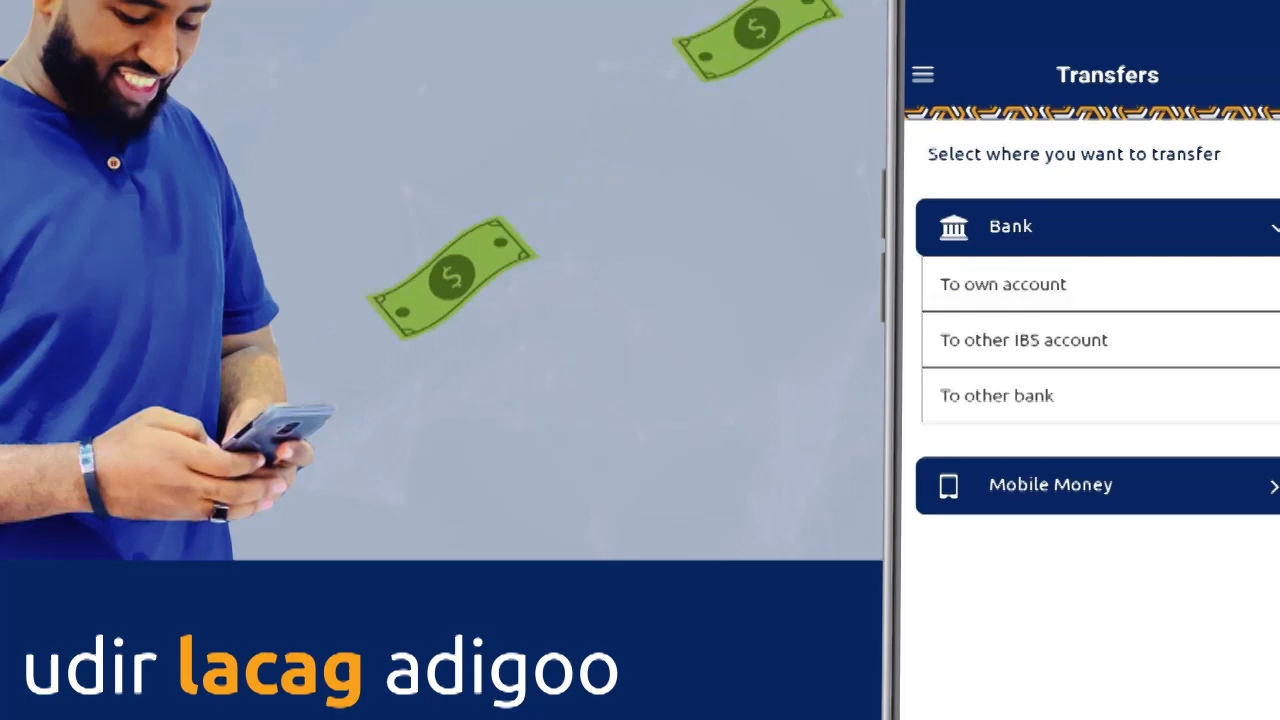 Transfers
Select where you want to transfer
Bank
To own account
To other IBS account
To other bank
Mobile Money
udir lacag adigoo